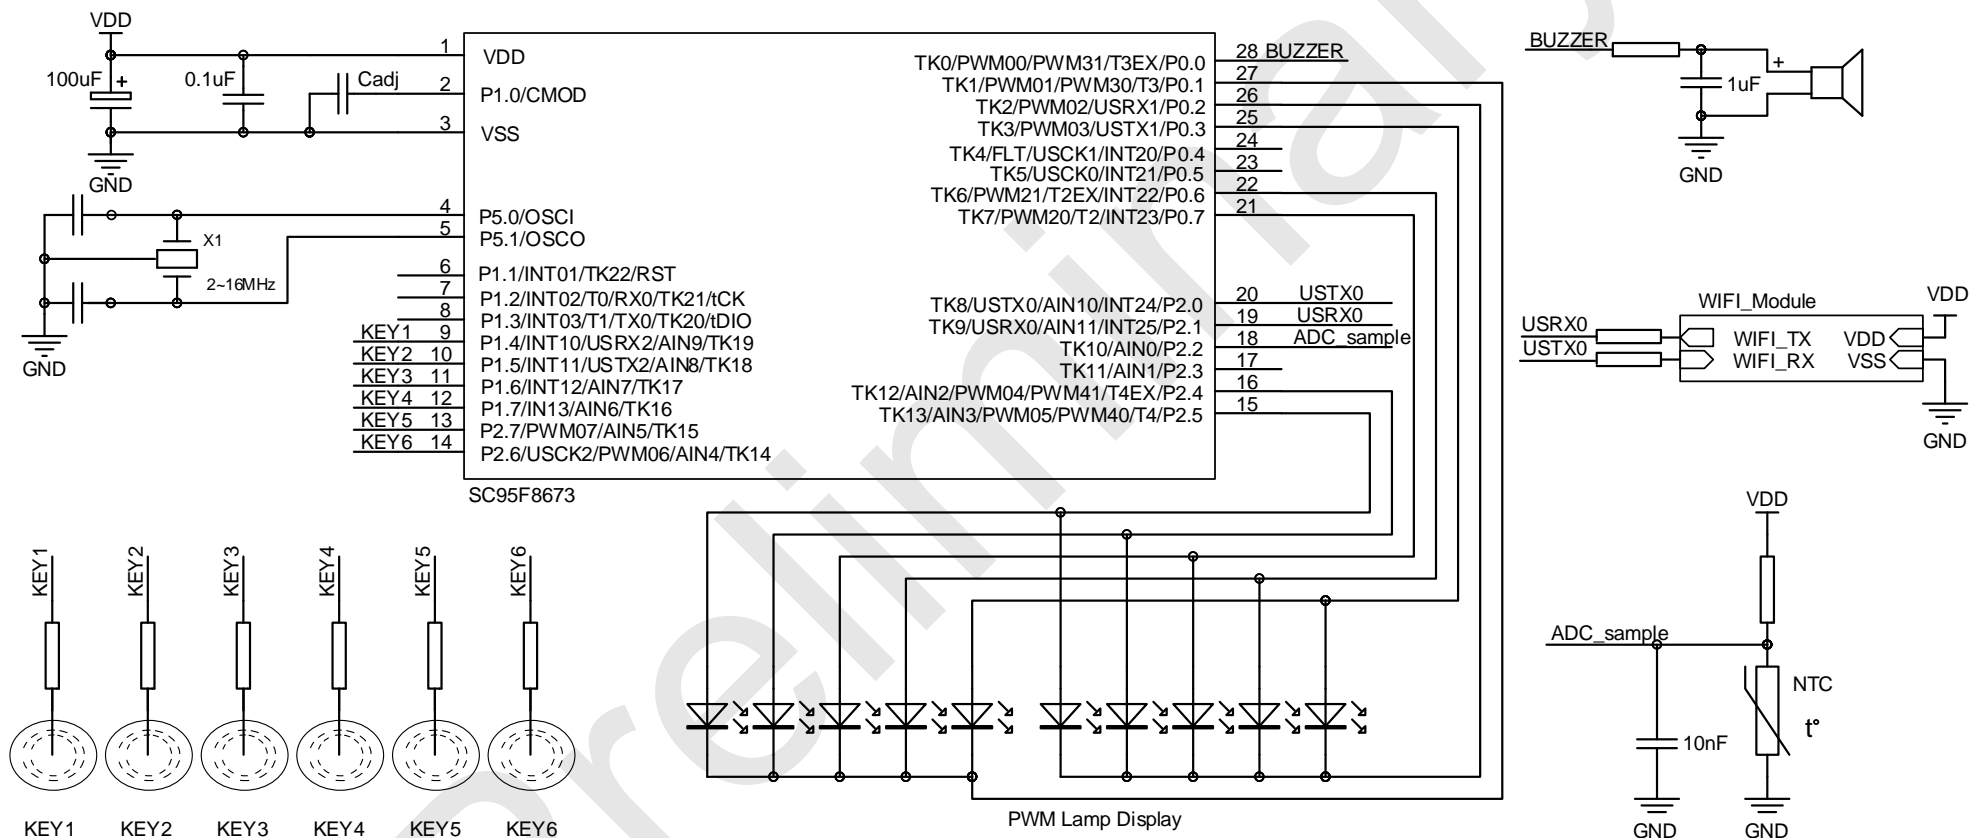 VDD
100uF
+
0.1uF
Cadj
GND
1
VDD
2
P1.0/CMOD
3
VSS
4
P5.0/OSCI
5
P5.1/OSCO
X1
2~16MHz
GND
6
P1.1/INT01/TK22/RST
7
P1.2/INT02/T0/RX0/TK21/tCK
8
P1.3/INT03/T1/TX0/TK20/tDIO
KEY1 9
P1.4/INT10/USRX2/AIN9/TK19
KEY2 10
P1.5/INT11/USTX2/AIN8/TK18
KEY3 11
P1.6/INT12/AIN7/TK17
KEY4 12
P1.7/IN13/AIN6/TK16
KEY5 13
P2.7/PWM07/AIN5/TK15
KEY6 14
P2.6/USCK2/PWM06/AIN4/TK14
SC95F8673
TK0/PWM00/PWM31/T3EX/P0.0
28 BUZZER
TK1/PWM01/PWM30/T3/P0.1
27
TK2/PWM02/USRX1/P0.2
26
TK3/PWM03/USTX1/P0.3
25
TK4/FLT/USCK1/INT20/P0.4
24
TK5/USCK0/INT21/P0.5
23
TK6/PWM21/T2EX/INT22/P0.6
22
TK7/PWM20/T2/INT23/P0.7
21
TK8/USTX0/AIN10/INT24/P2.0
20 USTX0
TK9/USRX0/AIN11/INT25/P2.1
19 USRX0
TK10/AIN0/P2.2
18 ADC_sample
TK11/AIN1/P2.3
17
TK12/AIN2/PWM04/PWM41/T4EX/P2.4
16
TK13/AIN3/PWM05/PWM40/T4/P2.5
15
BUZZER
+
1uF
GND
WIFI_Module
VDD
USRX0
WIFI_TX
VDD
USTX0
WIFI_RX
VSS
GND
VDD
ADC_sample
NTC
t°
10nF
GND
GND
KEY1
KEY2
KEY3
KEY4
KEY5
KEY6
KEY1
KEY2
KEY3
KEY4
KEY5
KEY6
PWM Lamp Display
Preliminary